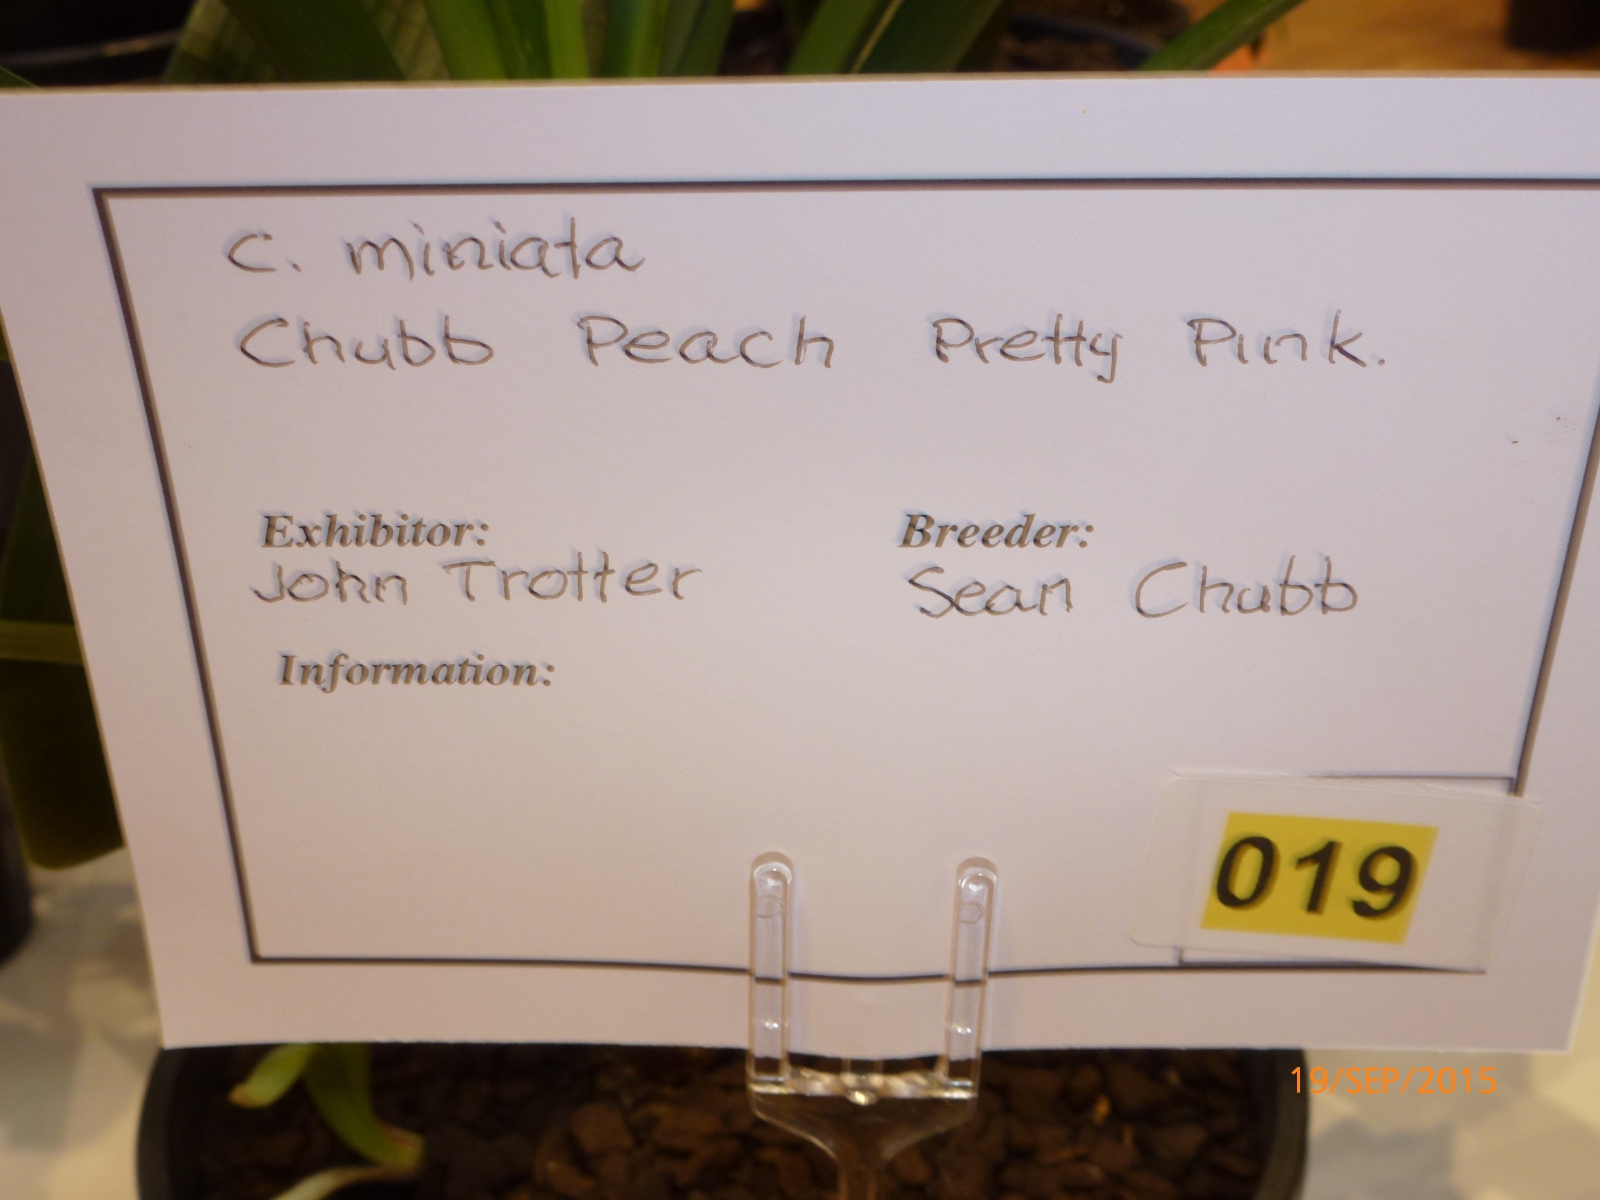 C. miniata
Chubb Peach Pretty Pink.
Exhibitor: Breeder:
John Trotter Sean Chubb
Information:
019
19/SEP/2015